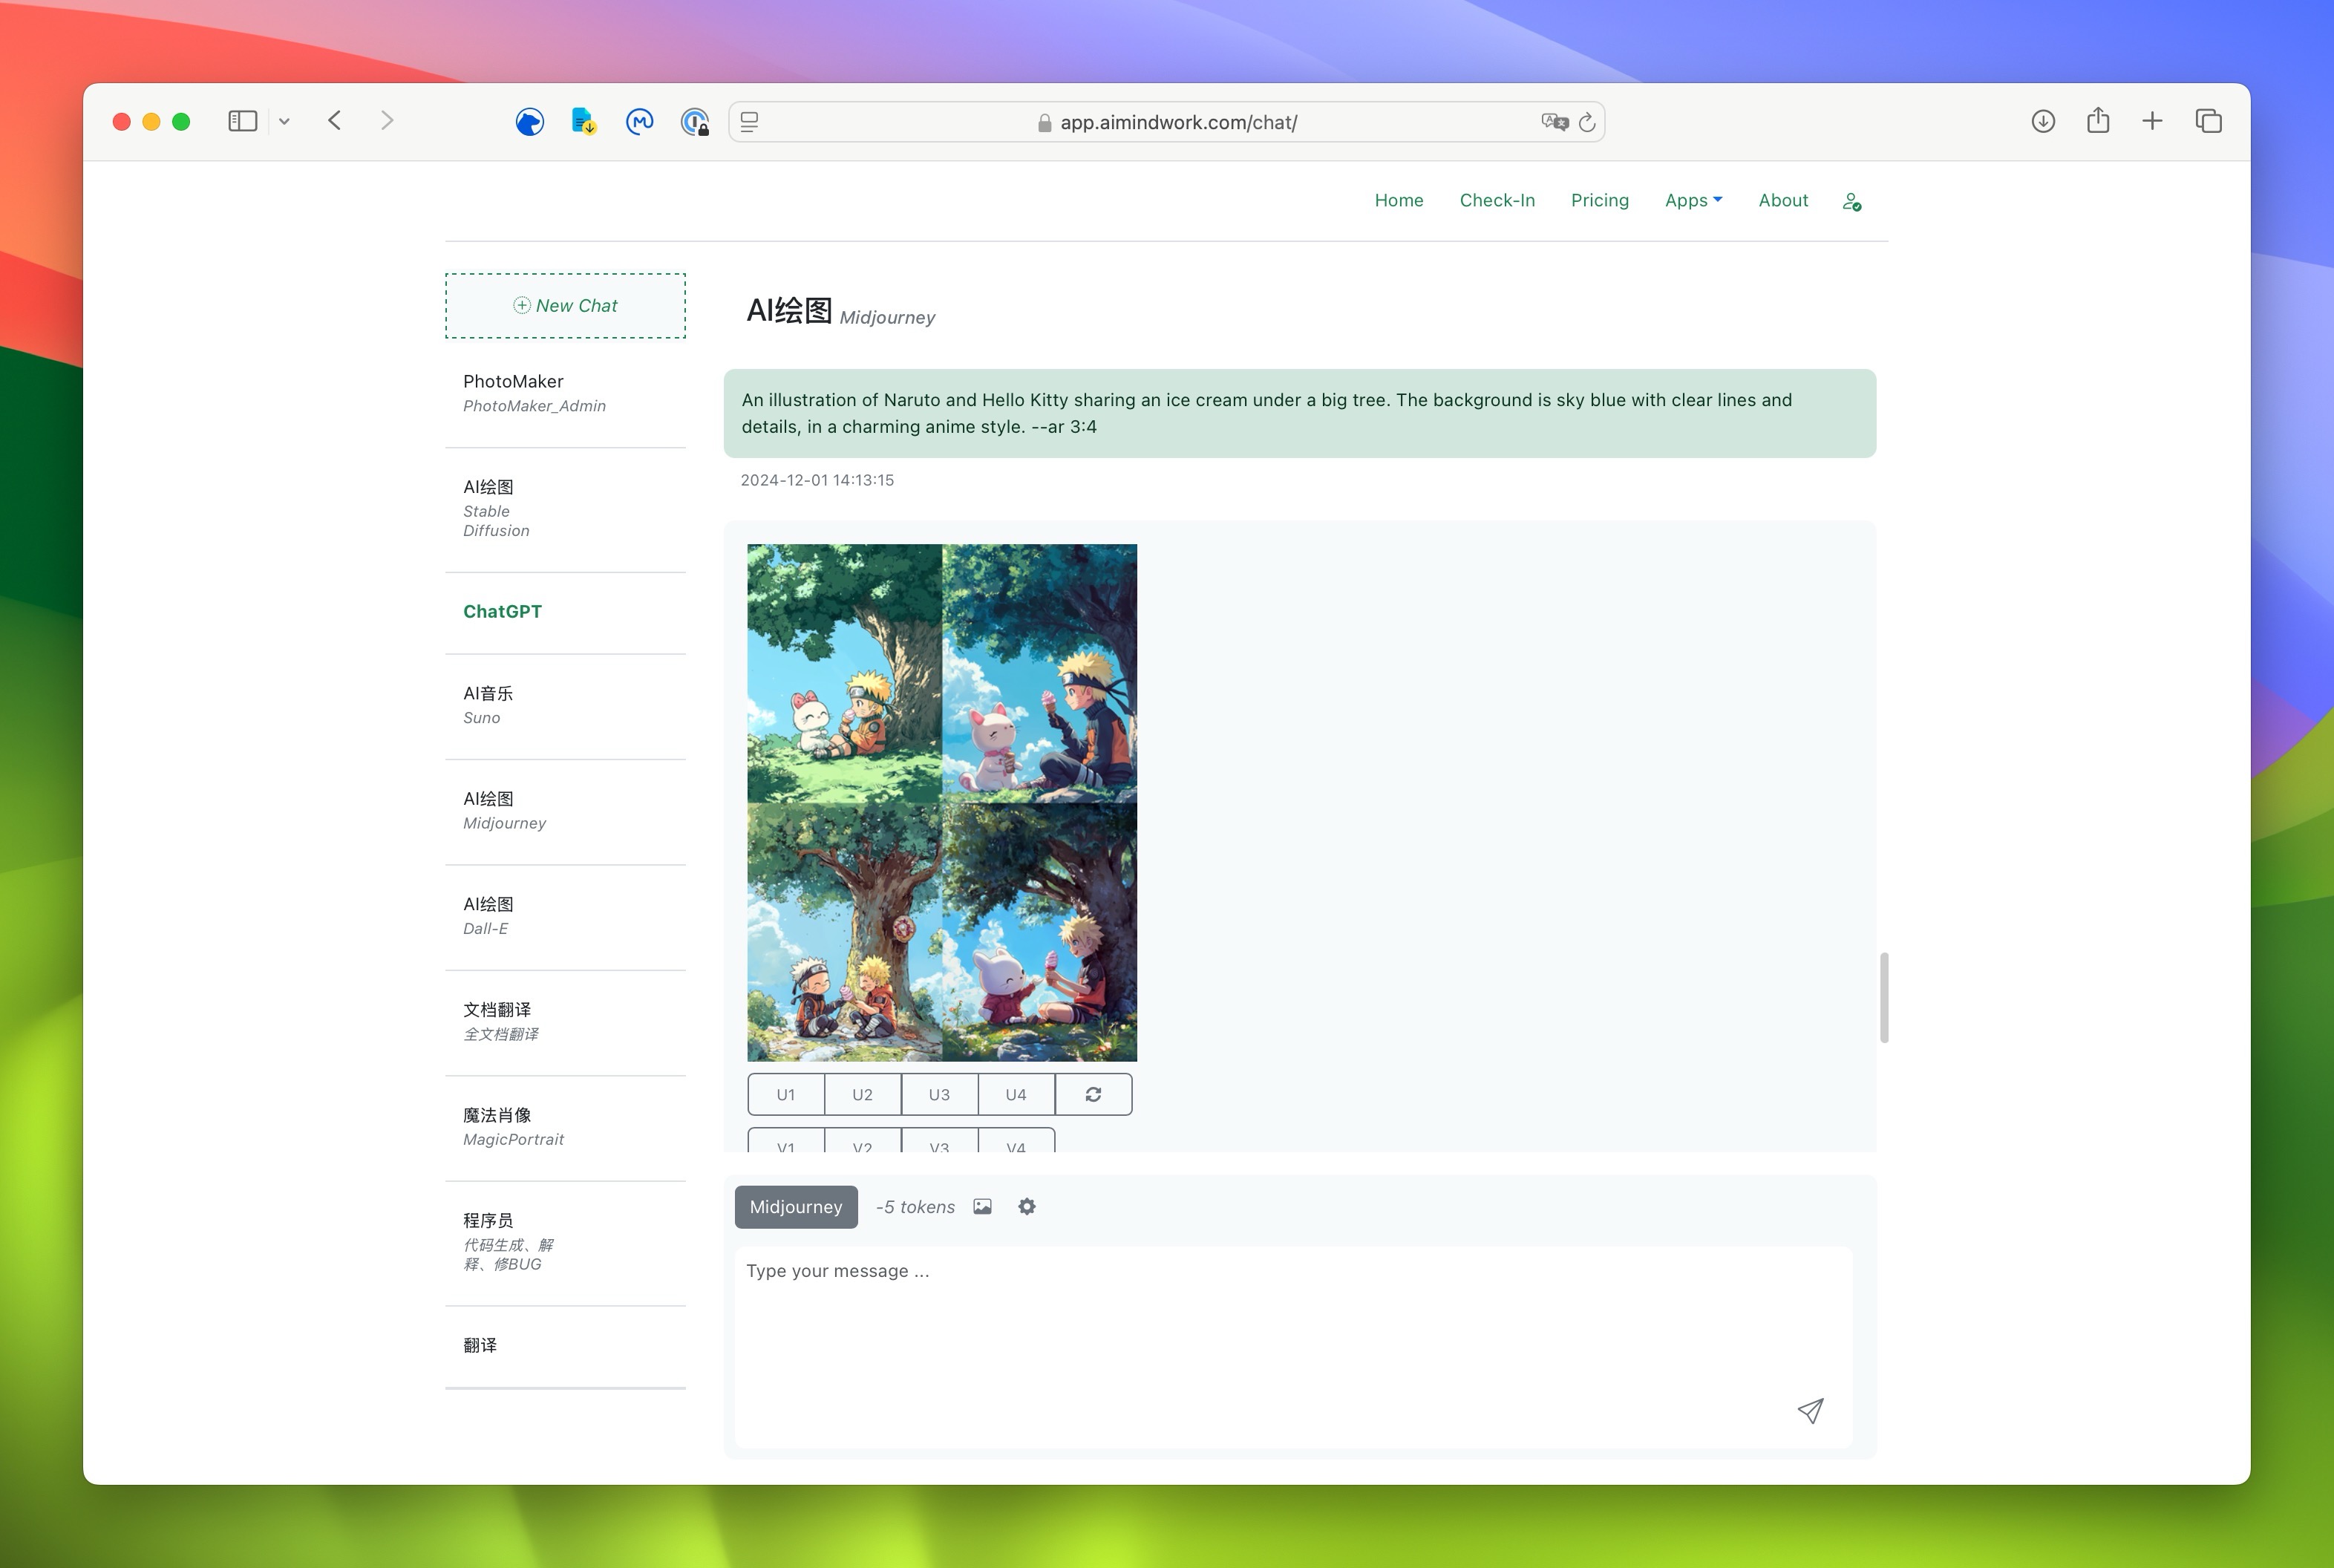 app.aimindwork.com/chat/
Home
Check-In
Pricing
Apps
About
New Chat
PhotoMaker
PhotoMaker_Admin
AI绘图
Stable
Diffusion
ChatGPT
AI音乐
Suno
AI绘图
Midjourney
AI绘图
Dall-E
文档翻译
全文档翻译
魔法肖像
MagicPortrait
程序员
代码生成、解
释、修BUG
翻译
AI绘图 Midjourney
An illustration of Naruto and Hello Kitty sharing an ice cream under a big tree. The background is sky blue with clear lines and
details, in a charming anime style. --ar 3:4
2024-12-01 14:13:15
U1
U2
U3
U4
V1
V2
V3
V4
Midjourney
-5 tokens
Type your message ...